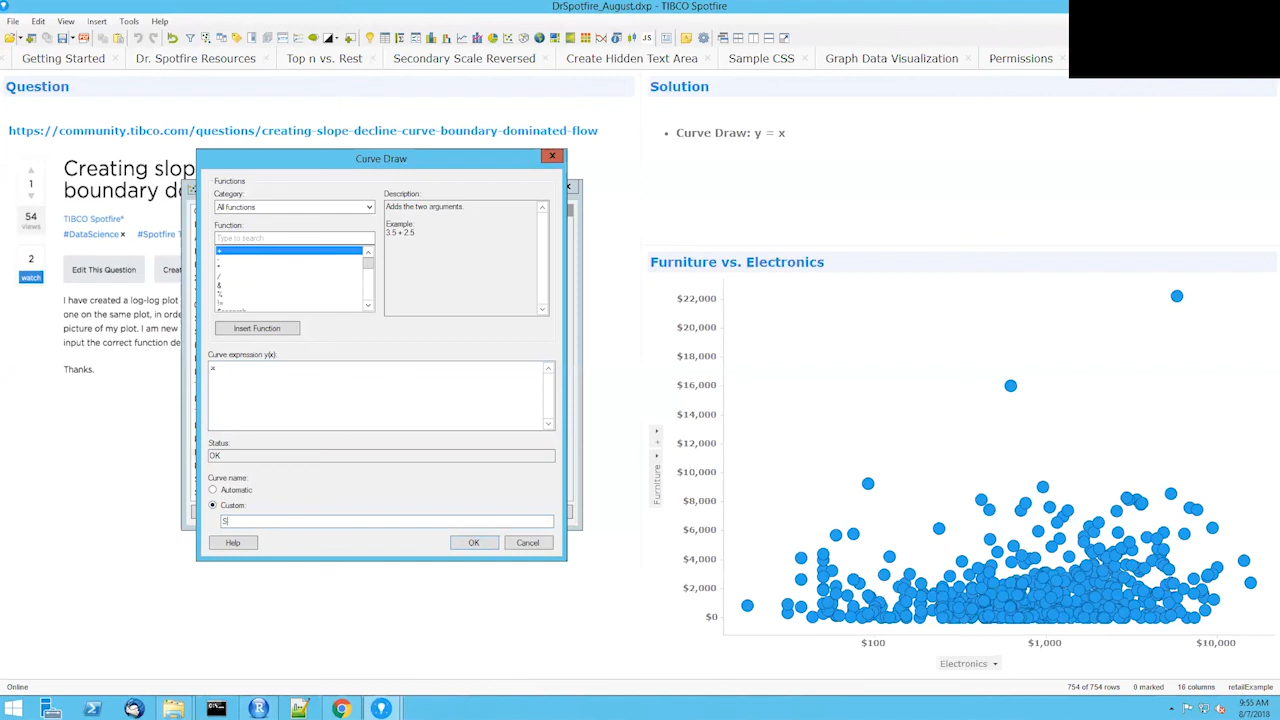 DrSpotfire_August.dxp - TIBCO Spotfire
File Edit View Insert Tools Help
Getting Started Dr. Spotfire Resources Top n vs. Rest Secondary Scale Reversed Create Hidden Text Area Sample CSS Graph Data Visualization Permissions
Question
https://community.tibco.com/questions/creating-slope-decline-curve-boundary-dominated-flow
1
54
views
2
watch
Creating slop
boundary do
TIBCO Spotfire*
#DataScience × #Spotfire T
Edit This Question Creat
I have created a log-log plot
one on the same plot, in orde
picture of my plot. I am new
input the correct function de
Thanks.
Curve Draw
Functions
Category:
All functions
Function:
Type to search
+
-
*
/
&
%
!=
Insert Function
Description:
Adds the two arguments.
Example:
3.5 + 2.5
Curve expression y(x):
x
Status:
OK
Curve name:
Automatic
Custom:
S
Help OK Cancel
Solution
• Curve Draw: y = x
Furniture vs. Electronics
$22,000
$20,000
$18,000
$16,000
$14,000
$12,000
$10,000
$8,000
$6,000
$4,000
$2,000
$0
Furniture
$100 $1,000 $10,000
Electronics
Online 754 of 754 rows 0 marked 16 columns retailExample
9:55 AM
8/7/2018